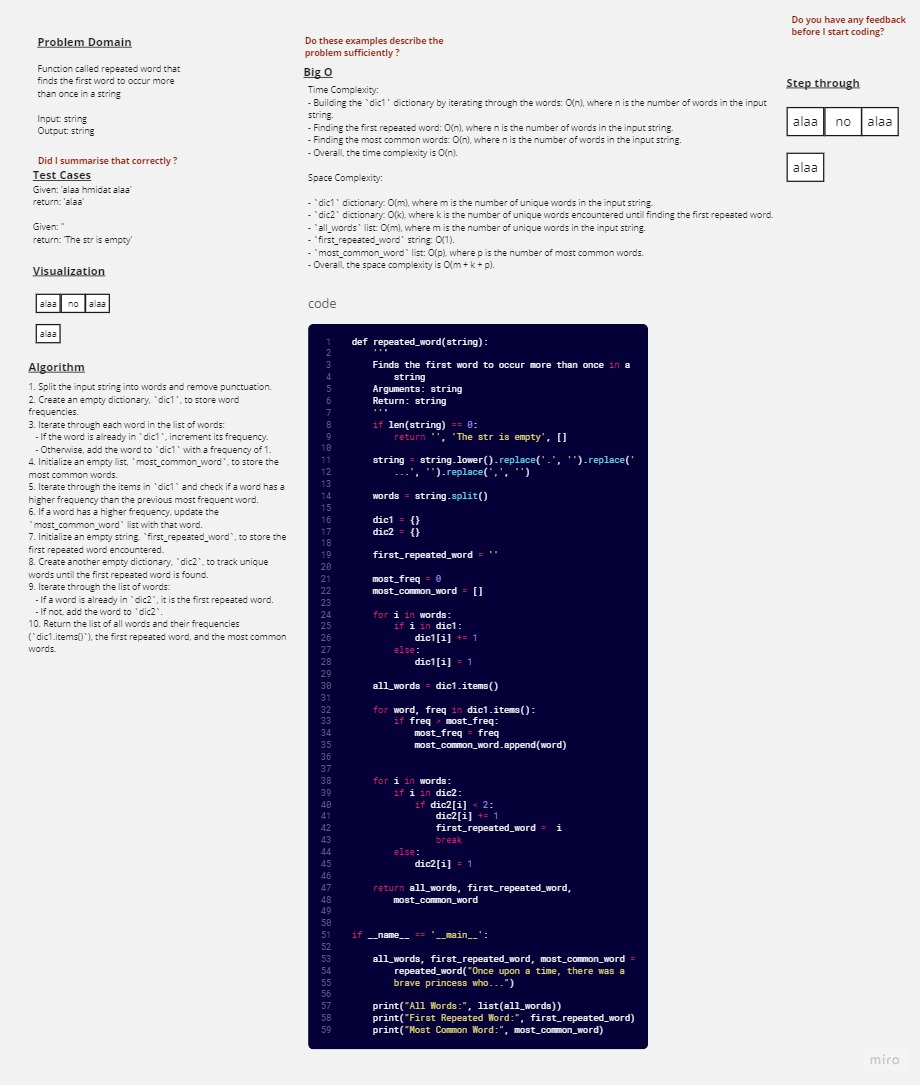 Problem Domain
Function called repeated word that
finds the first word to occur more
than once in a string
Input: string
Output: string
Did I summarise that correctly ?
Test Cases
Given: 'alaa hmidat alaa'
return: 'alaa'
Given: ''
return: 'The str is empty'
Visualization
alaa no alaa
alaa
Algorithm
1. Split the input string into words and remove punctuation.
2. Create an empty dictionary, `dic1`, to store word
frequencies.
3. Iterate through each word in the list of words:
- If the word is already in `dic1`, increment its frequency.
- Otherwise, add the word to `dic1` with a frequency of 1.
4. Initialize an empty list, `most_common_word`, to store the
most common words.
5. Iterate through the items in `dic1` and check if a word has a
higher frequency than the previous most frequent word.
6. If a word has a higher frequency, update the
`most_common_word` list with that word.
7. Initialize an empty string, `first_repeated_word`, to store the
first repeated word encountered.
8. Create another empty dictionary, `dic2`, to track unique
words until the first repeated word is found.
9. Iterate through the list of words:
- If a word is already in `dic2`, it is the first repeated word.
- If not, add the word to `dic2`.
10. Return the list of all words and their frequencies
(`dic1.items()`), the first repeated word, and the most common
words.
Do these examples describe the
problem sufficiently ?
Big O
Time Complexity:
- Building the `dic1` dictionary by iterating through the words: O(n), where n is the number of words in the input
string.
- Finding the first repeated word: O(n), where n is the number of words in the input string.
- Finding the most common words: O(n), where n is the number of words in the input string.
- Overall, the time complexity is O(n).
Space Complexity:
- `dic1` dictionary: O(m), where m is the number of unique words in the input string.
- `dic2` dictionary: O(k), where k is the number of unique words encountered until finding the first repeated word.
- `all_words` list: O(m), where m is the number of unique words in the input string.
- `first_repeated_word` string: O(1).
- `most_common_word` list: O(p), where p is the number of most common words.
- Overall, the space complexity is O(m + k + p).
code
1 def repeated_word(string):
2 '''
3 Finds the first word to occur more than once in a
4 string
5 Arguments: string
6 Return: string
7 '''
8 if len(string) == 0:
9 return '', 'The str is empty', []
10
11 string = string.lower().replace('.', '').replace('
12 ...', '').replace(',', '')
13
14 words = string.split()
15
16 dic1 = {}
17 dic2 = {}
18
19 first_repeated_word = ''
20
21 most_freq = 0
22 most_common_word = []
23
24 for i in words:
25 if i in dic1:
26 dic1[i] += 1
27 else:
28 dic1[i] = 1
29
30 all_words = dic1.items()
31
32 for word, freq in dic1.items():
33 if freq > most_freq:
34 most_freq = freq
35 most_common_word.append(word)
36
37
38 for i in words:
39 if i in dic2:
40 if dic2[i] < 2:
41 dic2[i] += 1
42 first_repeated_word = i
43 break
44 else:
45 dic2[i] = 1
46
47 return all_words, first_repeated_word,
48 most_common_word
49
50
51 if __name__ == '__main__':
52
53 all_words, first_repeated_word, most_common_word =
54 repeated_word("Once upon a time, there was a
55 brave princess who...")
56
57 print("All Words:", list(all_words))
58 print("First Repeated Word:", first_repeated_word)
59 print("Most Common Word:", most_common_word)
Do you have any feedback
before I start coding?
Step through
alaa no alaa
alaa
miro